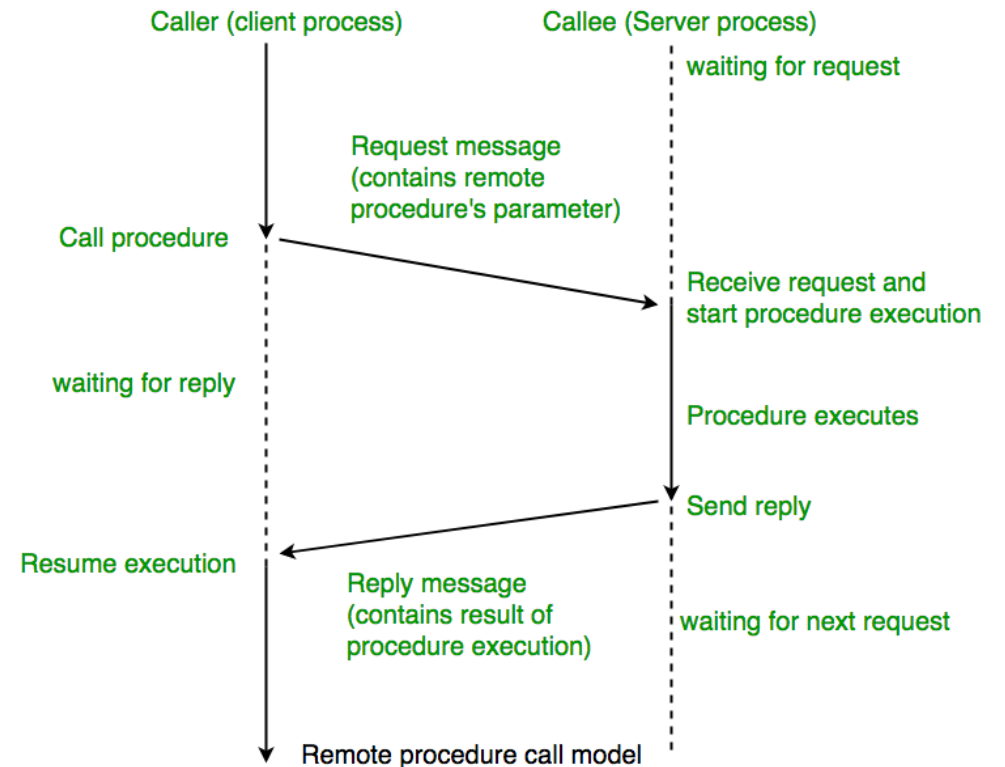 Caller (client process)
Callee (Server process)
waiting for request
Request message
(contains remote
procedure's parameter)
Call procedure
Receive request and
start procedure execution
waiting for reply
Procedure executes
Send reply
Resume execution
Reply message
(contains result of
procedure execution)
waiting for next request
Remote procedure call model